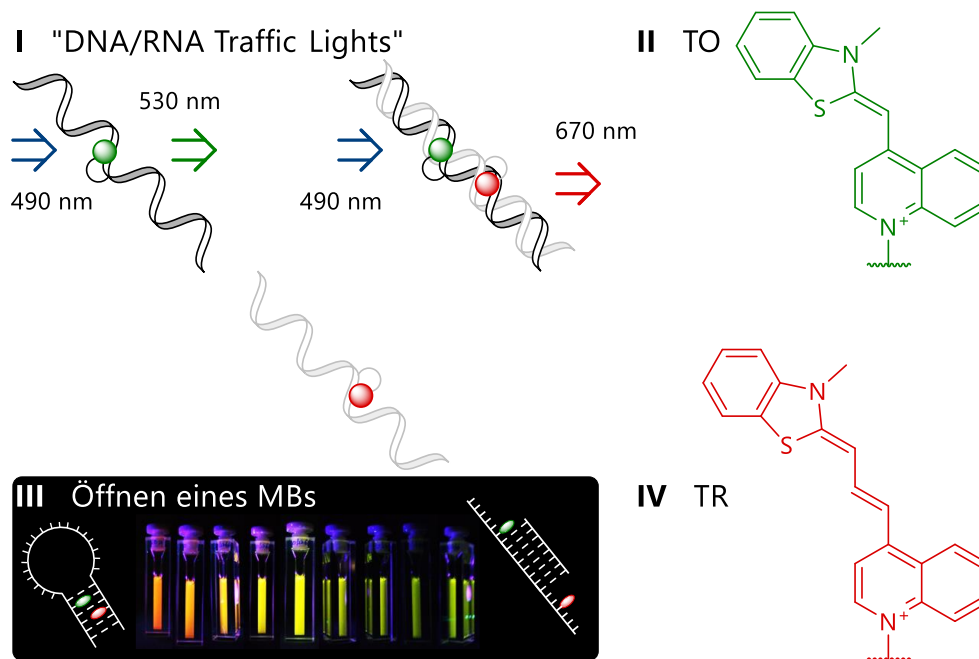 I "DNA/RNA Traffic Lights"
530 nm
490 nm
490 nm
670 nm
II TO
N
S
N+
III Öffnen eines MBs
IV TR
N
S
N+